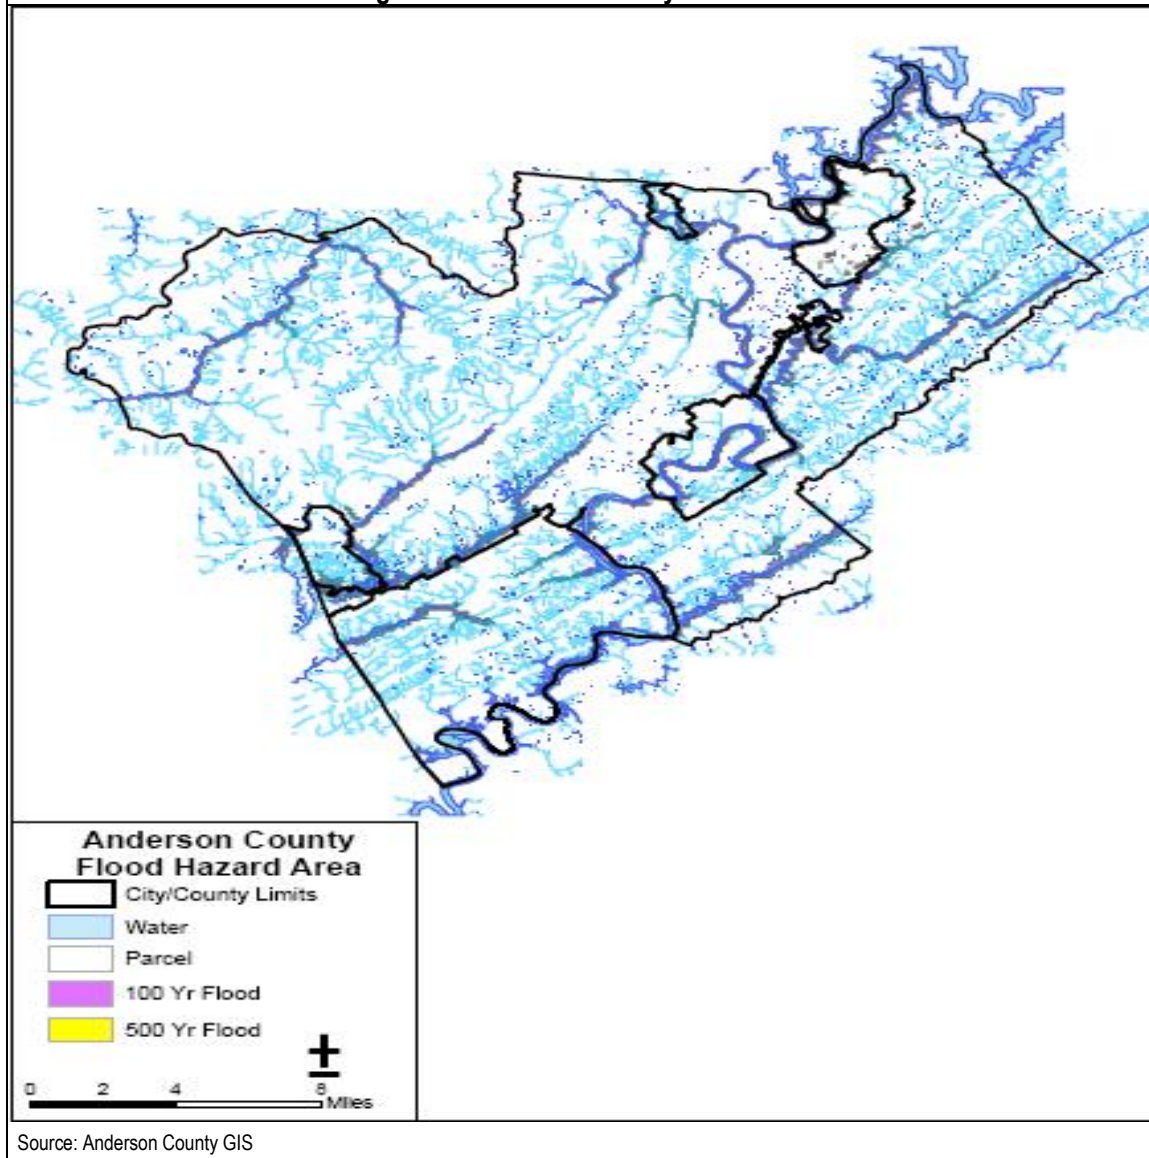 Anderson County
Flood Hazard Area
City/County Limits
Water
Parcel
100 Yr Flood
500 Yr Flood
0 2 4 8
Miles
Source: Anderson County GIS